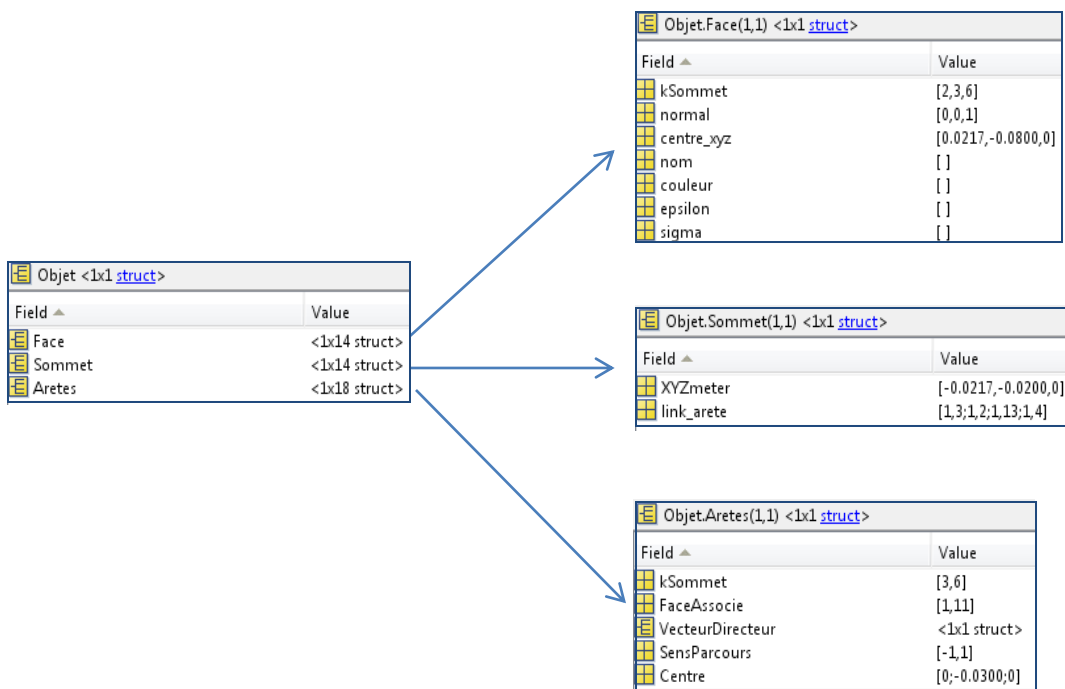 Objet.Face(1,1) <1x1 struct>
Field Value
kSommet [2,3,6]
normal [0,0,1]
centre_xyz [0.0217,-0.0800,0]
nom [ ]
couleur [ ]
epsilon [ ]
sigma [ ]
Objet <1x1 struct>
Field Value
Face <1x14 struct>
Sommet <1x14 struct>
Aretes <1x18 struct>
Objet.Sommet(1,1) <1x1 struct>
Field Value
XYZmeter [-0.0217,-0.0200,0]
link_arete [1,3;1,2;1,13;1,4]
Objet.Aretes(1,1) <1x1 struct>
Field Value
kSommet [3,6]
FaceAssocie [1,11]
VecteurDirecteur <1x1 struct>
SensParcours [-1,1]
Centre [0;-0.0300;0]